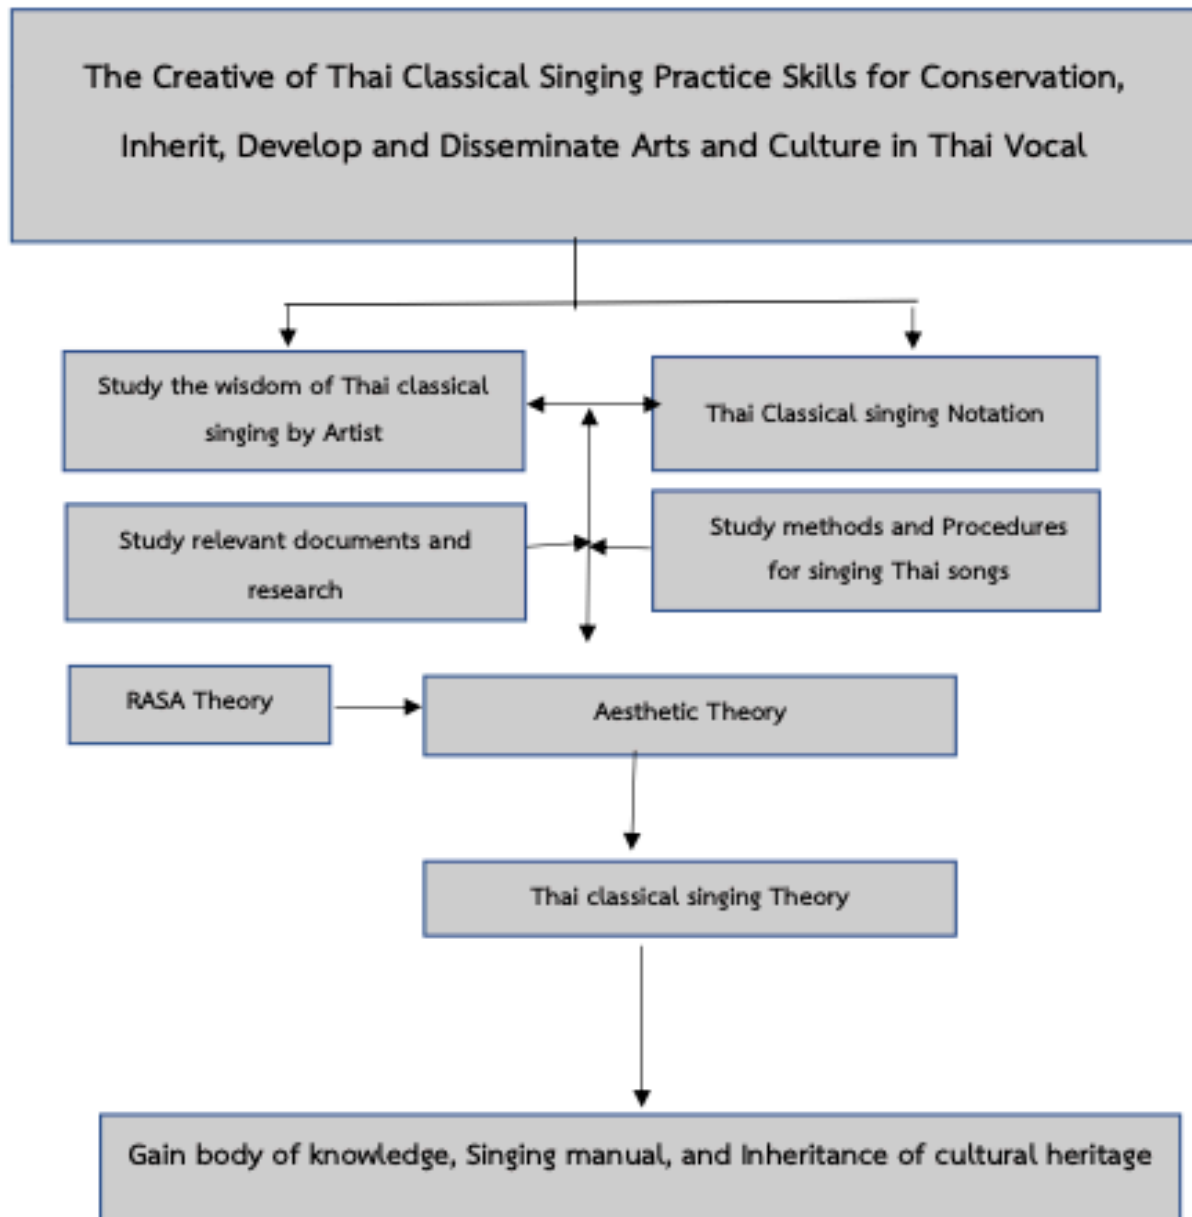 The Creative of Thai Classical Singing Practice Skills for Conservation,
Inherit, Develop and Disseminate Arts and Culture in Thai Vocal
Study the wisdom of Thai classical
singing by Artist
Thai Classical singing Notation
Study relevant documents and
research
Study methods and Procedures
for singing Thai songs
RASA Theory
Aesthetic Theory
Thai classical singing Theory
Gain body of knowledge, Singing manual, and Inheritance of cultural heritage